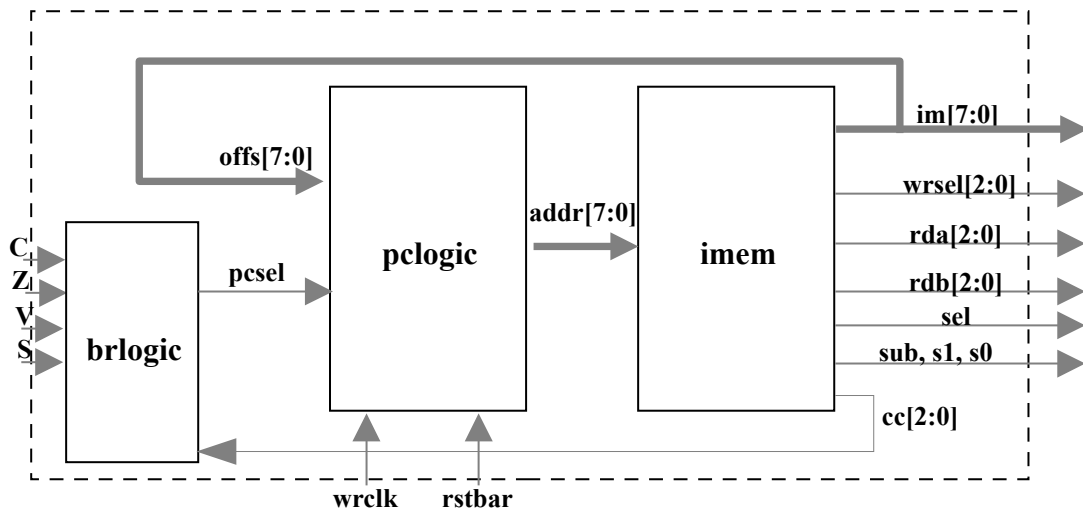 im[7:0]
offs[7:0]
wrsel[2:0]
addr[7:0]
rda[2:0]
C
pclogic
imem
Z
pcsel
rdb[2:0]
V
sel
S
brlogic
sub, s1, s0
cc[2:0]
wrclk
rstbar